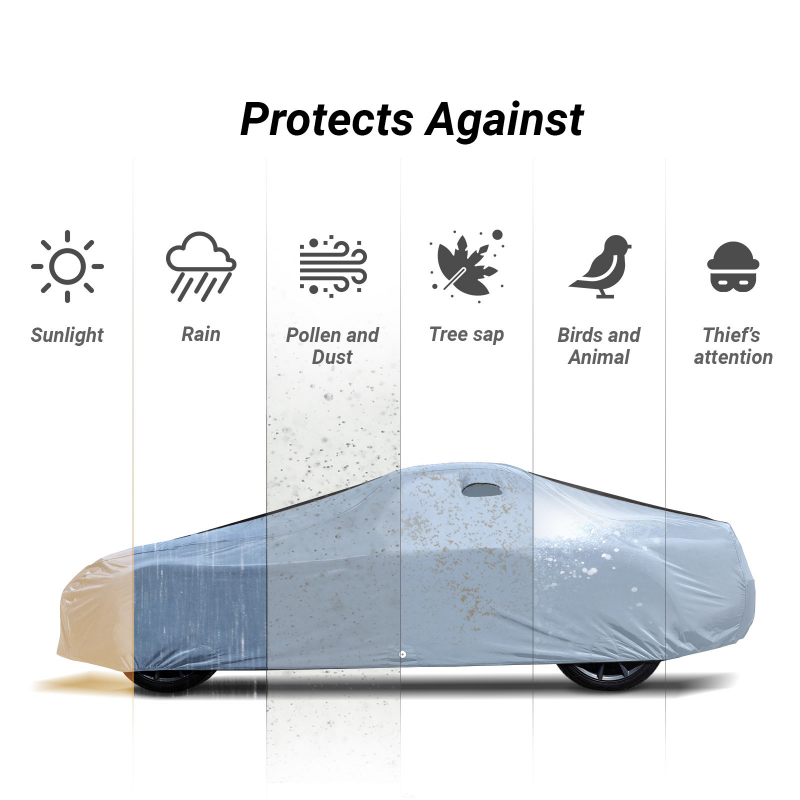 Protects Against
Sunlight
Rain
Pollen and
Dust
Tree sap
Birds and
Animal
Thief's
attention